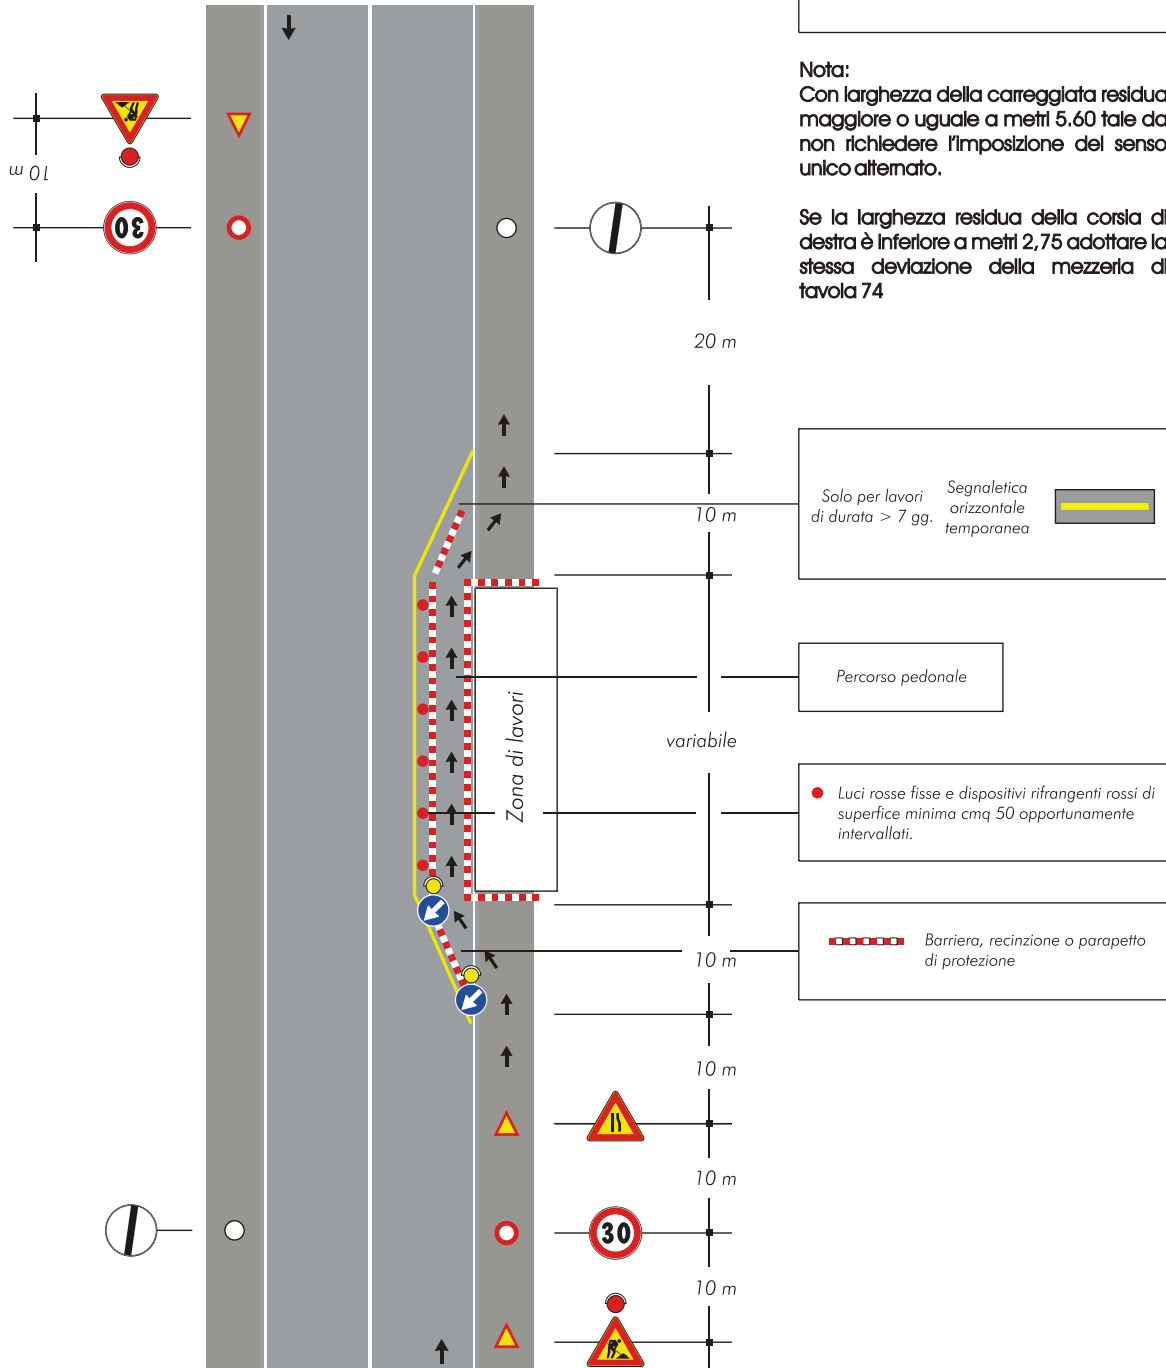 Nota:
Con larghezza della carreggiata residua
maggiore o uguale a metri 5.60 tale da
non richiedere l'imposizione del senso
unico alternato.
Se la larghezza residua della corsia di
destra è inferiore a metri 2,75 adottare la
stessa deviazione della mezzeria di
tavola 74
10 m
30
20 m
10 m
Solo per lavori
di durata > 7 gg.
Segnaletica
orizzontale
temporanea
Percorso pedonale
Zona di lavori
variabile
Luci rosse fisse e dispositivi rifrangenti rossi di
superfice minima cmq 50 opportunamente
intervallati.
Barriera, recinzione o parapetto
di protezione
10 m
10 m
10 m
30
10 m